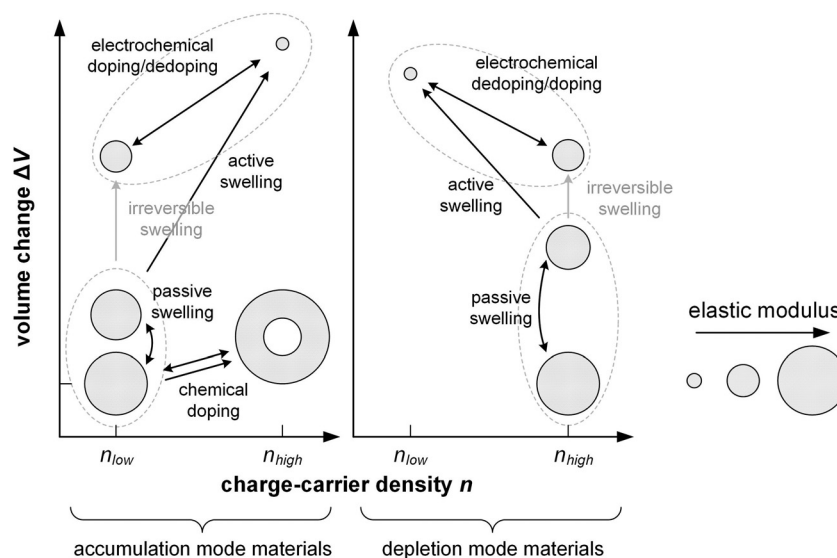 electrochemical
doping/dedoping
active
swelling
irreversible
swelling
passive
swelling
chemical
doping
volume change ΔV
n_low
n_high
electrochemical
dedoping/doping
active
swelling
irreversible
swelling
passive
swelling
n_low
n_high
charge-carrier density n
accumulation mode materials
depletion mode materials
elastic modulus